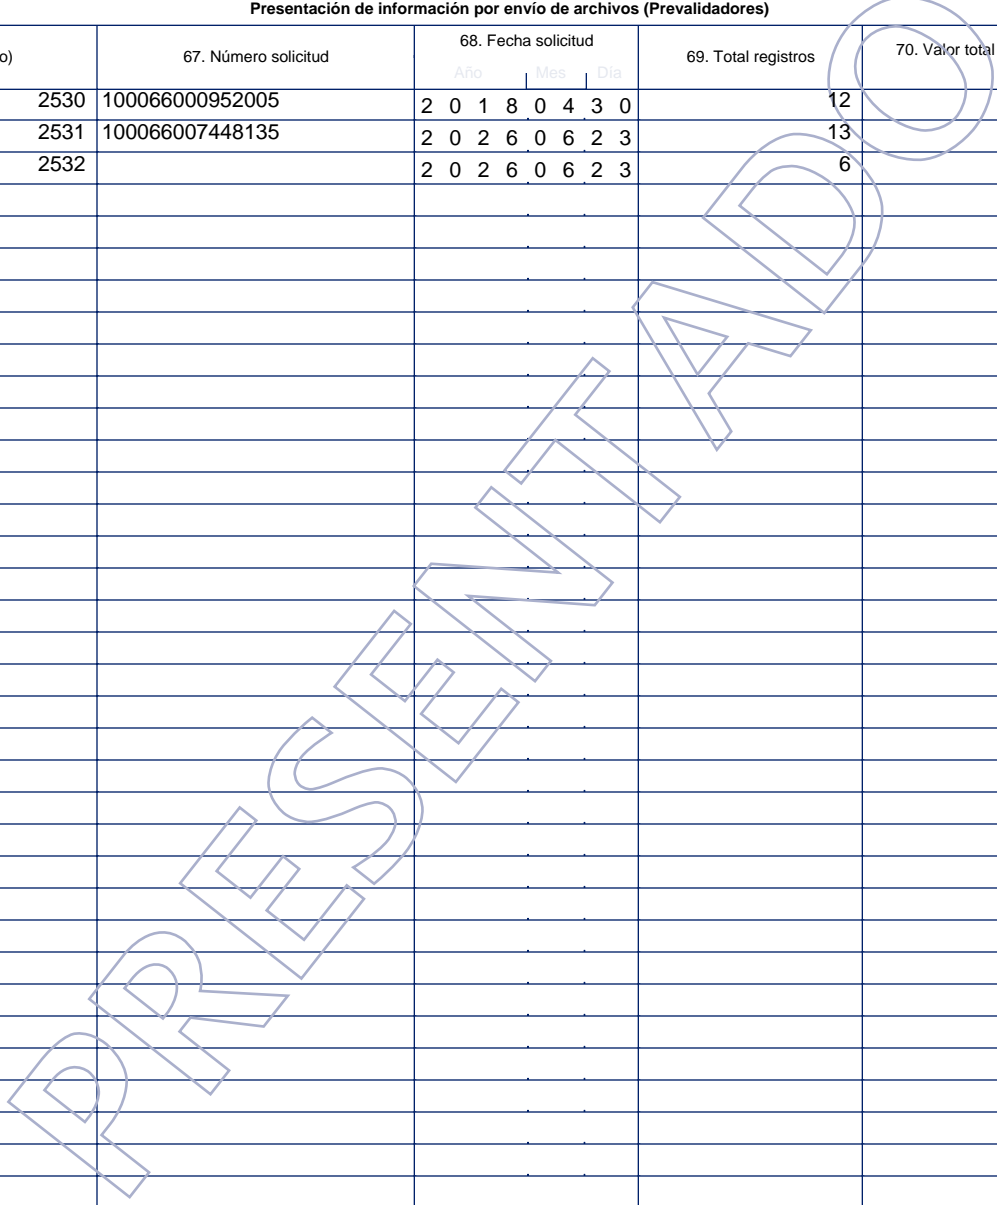 Presentación de información por envío de archivos (Prevalidadores)
o) 67. Número solicitud 68. Fecha solicitud 69. Total registros 70. Valor total
Año Mes Día
2530 100066000952005 2 0 1 8 0 4 3 0 12
2531 100066007448135 2 0 2 6 0 6 2 3 13
2532 2 0 2 6 0 6 2 3 6
PRESENTADO